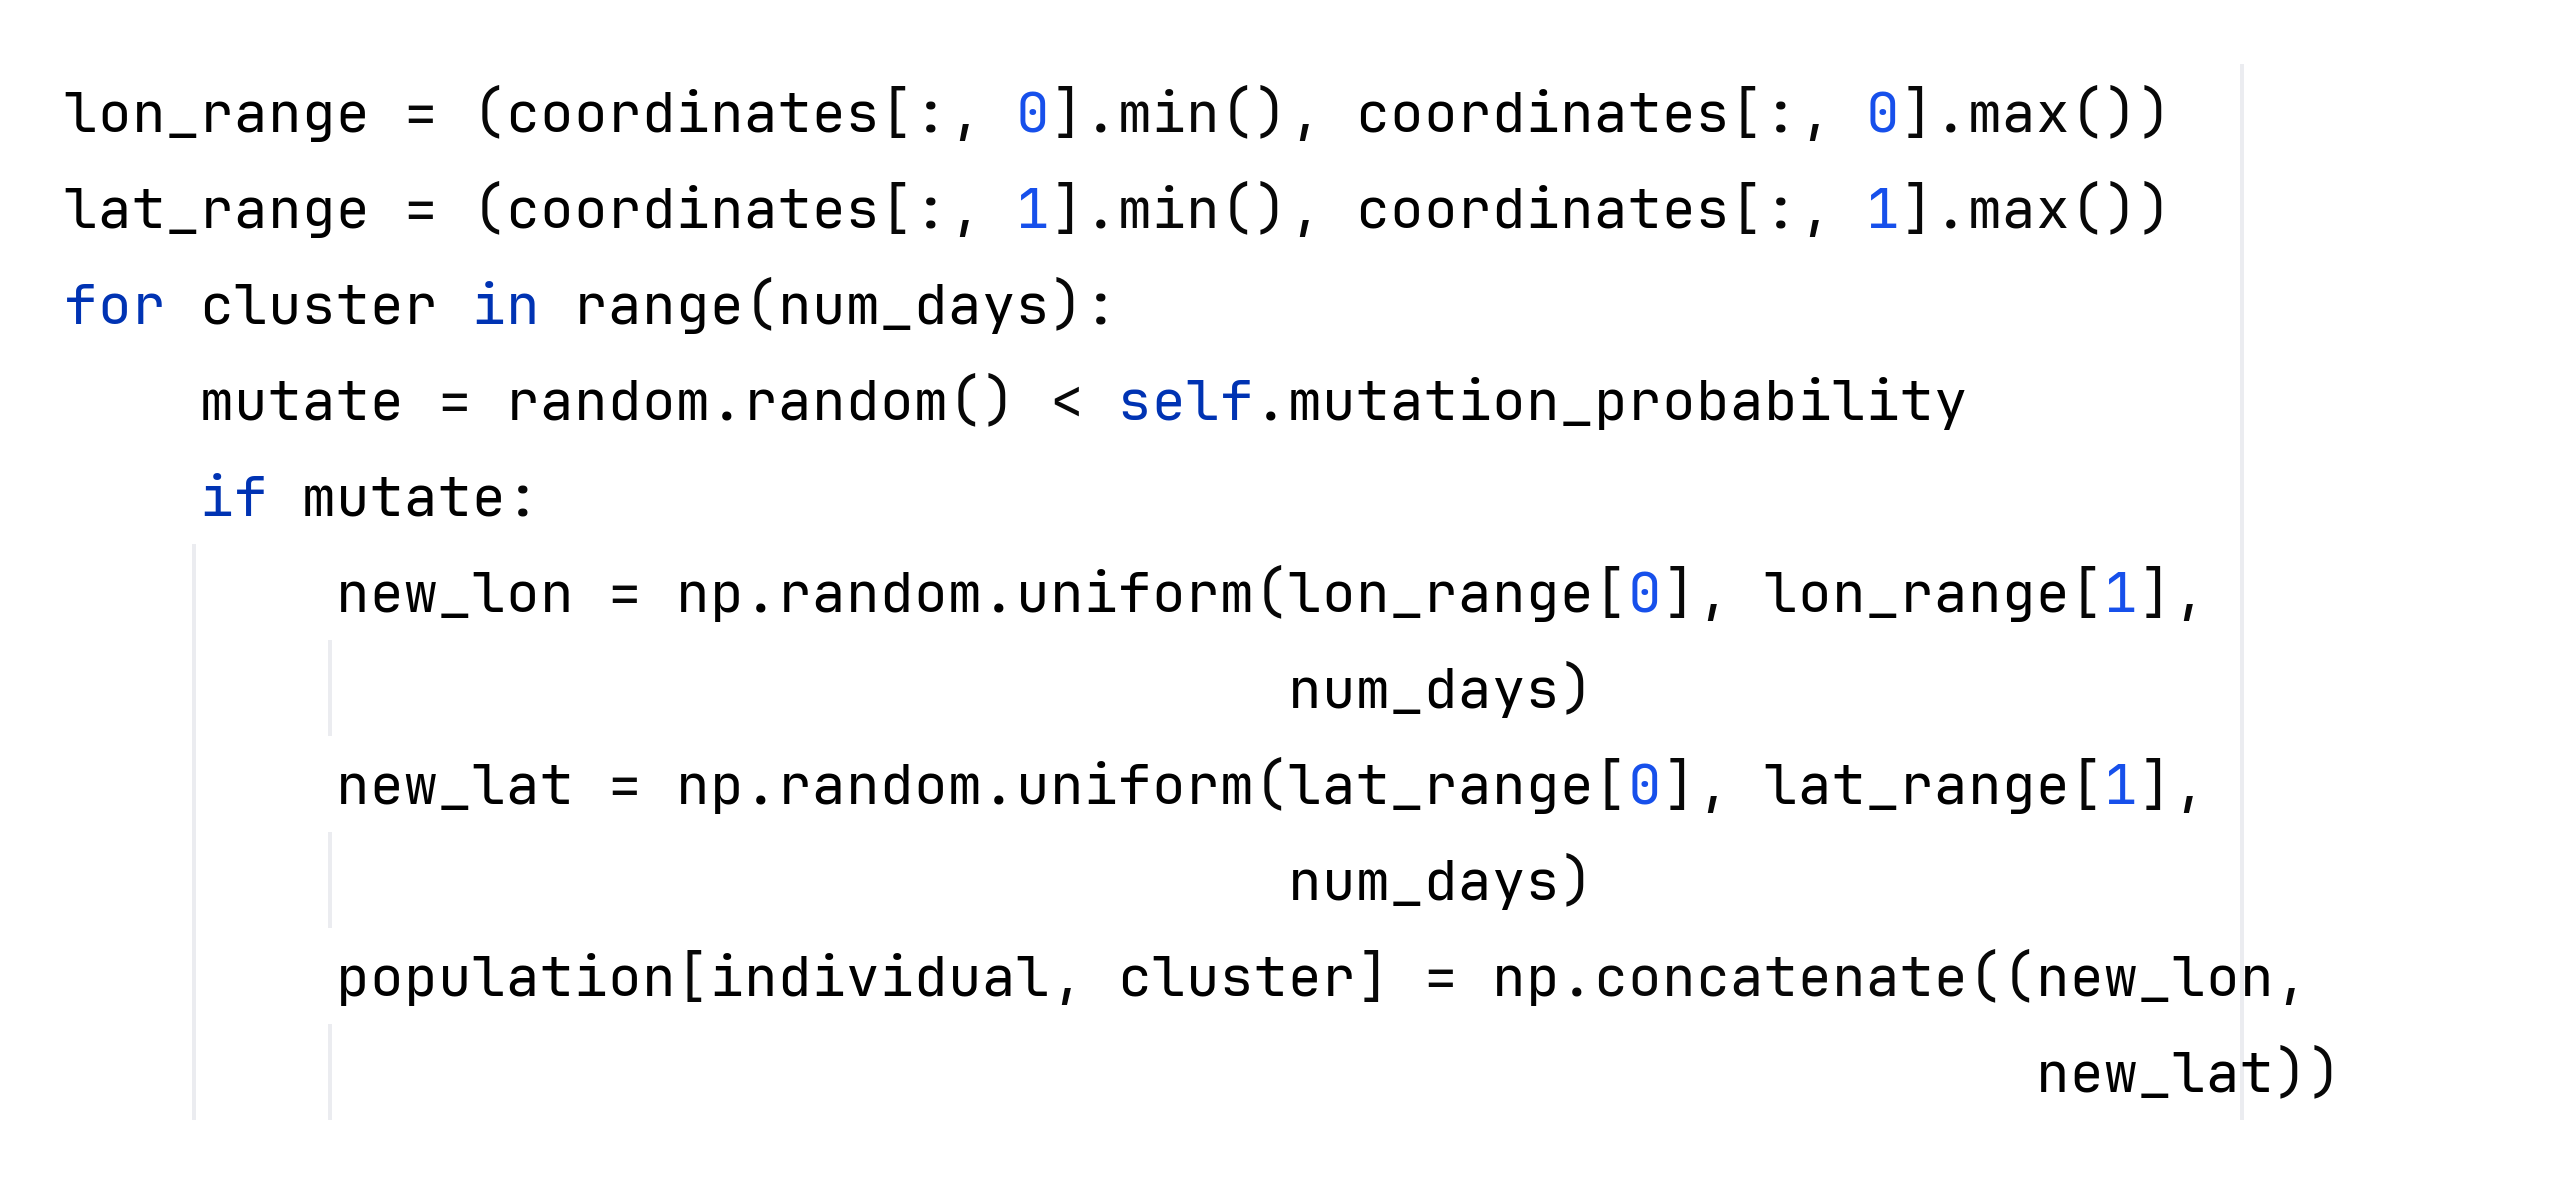 lon_range = (coordinates[:, 0].min(), coordinates[:, 0].max())
lat_range = (coordinates[:, 1].min(), coordinates[:, 1].max())
for cluster in range(num_days):
    mutate = random.random() < self.mutation_probability
    if mutate:
        new_lon = np.random.uniform(lon_range[0], lon_range[1],
                                    num_days)
        new_lat = np.random.uniform(lat_range[0], lat_range[1],
                                    num_days)
        population[individual, cluster] = np.concatenate((new_lon,
                                                          new_lat))